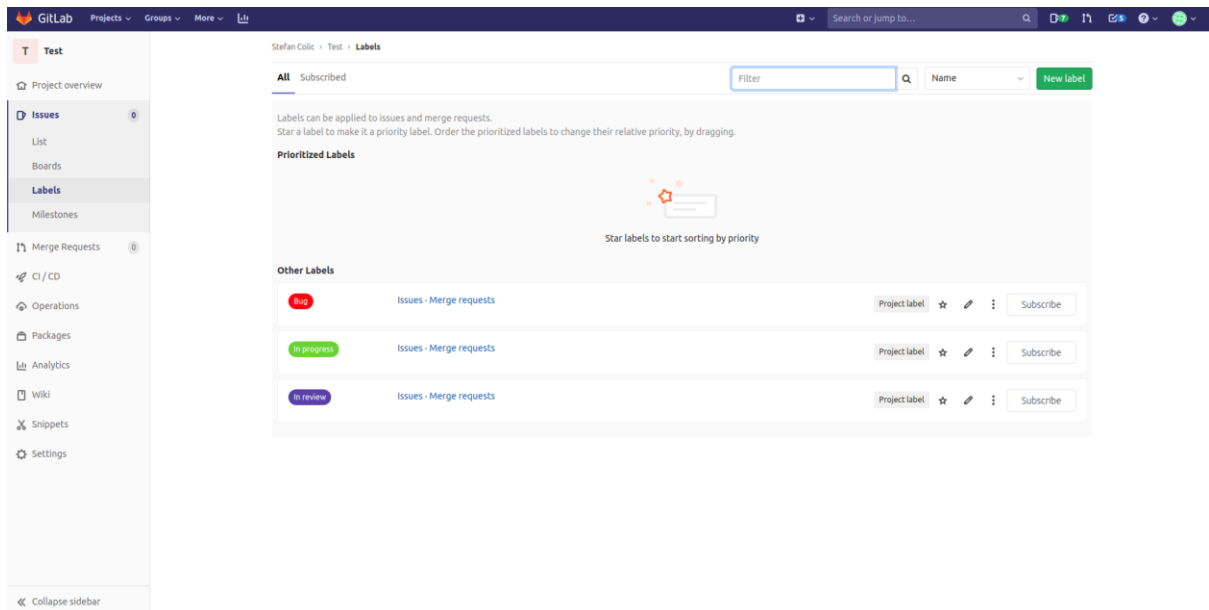 GitLab Projects Groups More Search or jump to... 7 5
T Test
Project overview
Issues 0
List
Boards
Labels
Milestones
Merge Requests 0
CI / CD
Operations
Packages
Analytics
Wiki
Snippets
Settings
Collapse sidebar
Stefan Colic › Test › Labels
All Subscribed Filter Name New label
Labels can be applied to issues and merge requests.
Star a label to make it a priority label. Order the prioritized labels to change their relative priority, by dragging.
Prioritized Labels
Star labels to start sorting by priority
Other Labels
Bug Issues · Merge requests Project label Subscribe
In progress Issues · Merge requests Project label Subscribe
In review Issues · Merge requests Project label Subscribe